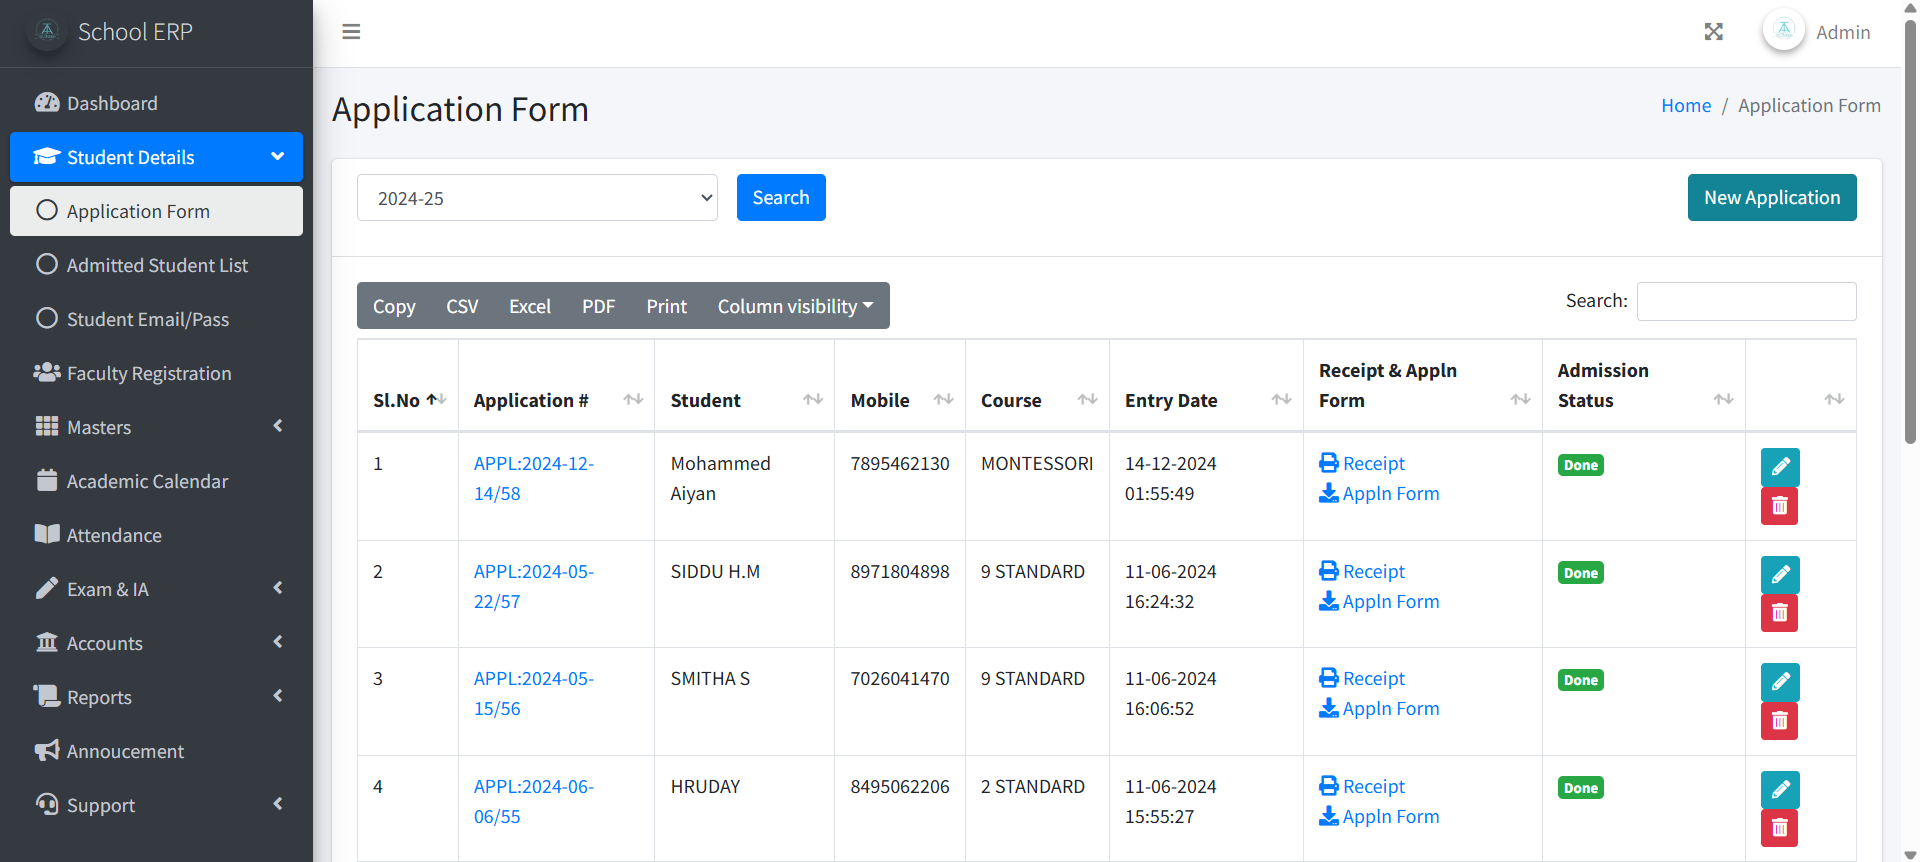 School ERP
Admin
Dashboard
Student Details
Application Form
Admitted Student List
Student Email/Pass
Faculty Registration
Masters
Academic Calendar
Attendance
Exam & IA
Accounts
Reports
Annoucement
Support
Application Form
Home / Application Form
2024-25
Search
New Application
Copy CSV Excel PDF Print Column visibility
Search:
Receipt & Appln Admission
Sl.No Application # Student Mobile Course Entry Date Form Status
1 APPL:2024-12- Mohammed 7895462130 MONTESSORI 14-12-2024 Receipt Done
14/58 Aiyan 01:55:49 Appln Form
2 APPL:2024-05- SIDDU H.M 8971804898 9 STANDARD 11-06-2024 Receipt Done
22/57 16:24:32 Appln Form
3 APPL:2024-05- SMITHA S 7026041470 9 STANDARD 11-06-2024 Receipt Done
15/56 16:06:52 Appln Form
4 APPL:2024-06- HRUDAY 8495062206 2 STANDARD 11-06-2024 Receipt Done
06/55 15:55:27 Appln Form